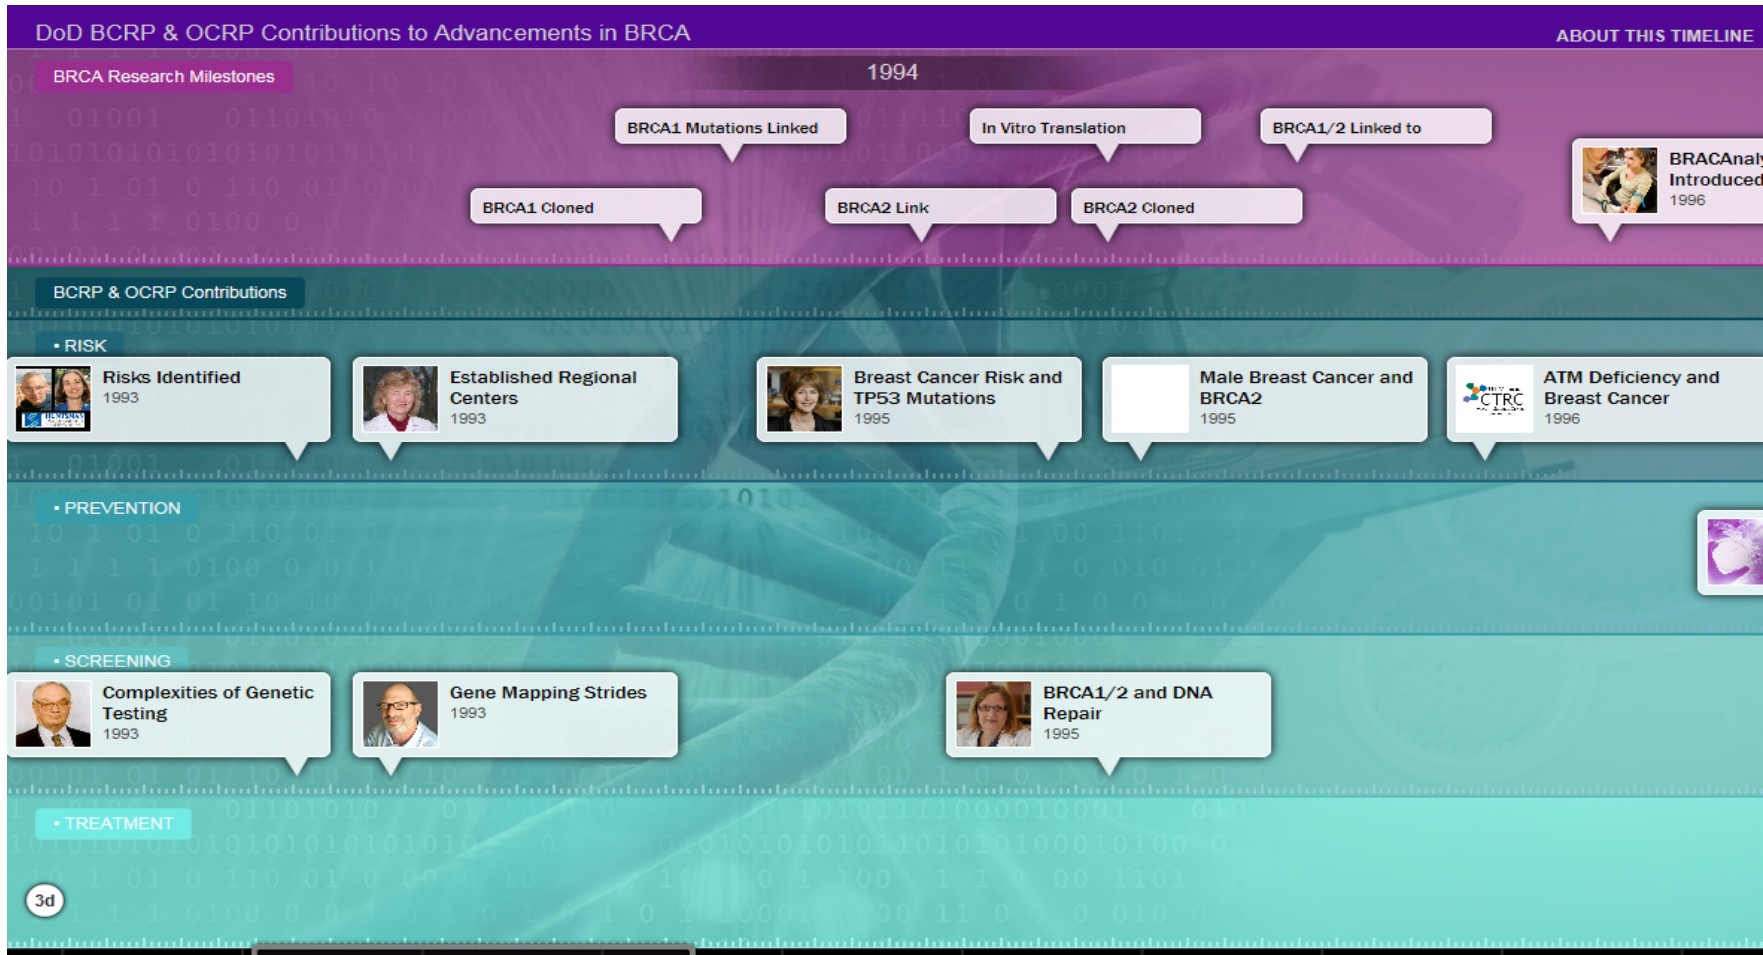 DoD BCRP & OCRP Contributions to Advancements in BRCA
ABOUT THIS TIMELINE
BRCA Research Milestones
1994
BRCA1 Mutations Linked
In Vitro Translation
BRCA1/2 Linked to
BRCA1 Cloned
BRCA2 Link
BRCA2 Cloned
BRACAnaly
Introduced
1996
BCRP & OCRP Contributions
• RISK
Risks Identified
1993
Established Regional
Centers
1993
Breast Cancer Risk and
TP53 Mutations
1995
Male Breast Cancer and
BRCA2
1995
CTRC
ATM Deficiency and
Breast Cancer
1996
• PREVENTION
• SCREENING
Complexities of Genetic
Testing
1993
Gene Mapping Strides
1993
BRCA1/2 and DNA
Repair
1995
• TREATMENT
3d